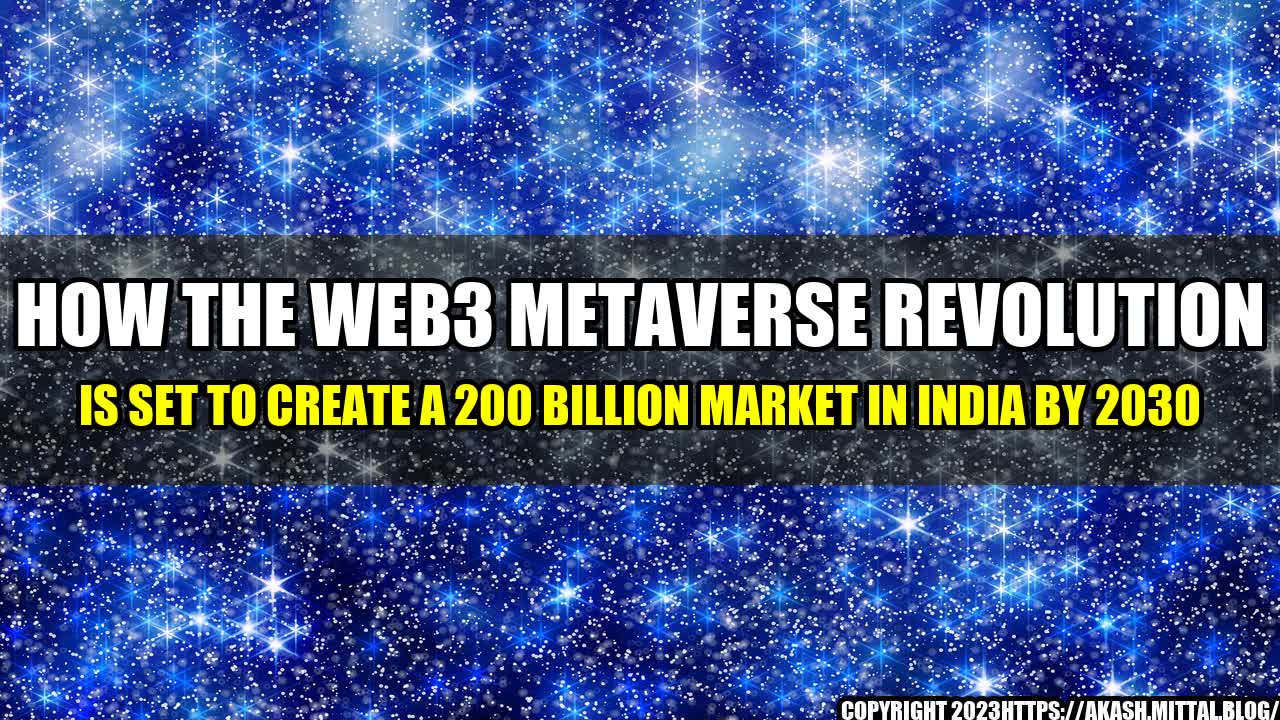 HOW THE WEB3 METAVERSE REVOLUTION
IS SET TO CREATE A 200 BILLION MARKET IN INDIA BY 2030
COPYRIGHT 2023HTTPS://AKASH.MITTAL.BLOG/